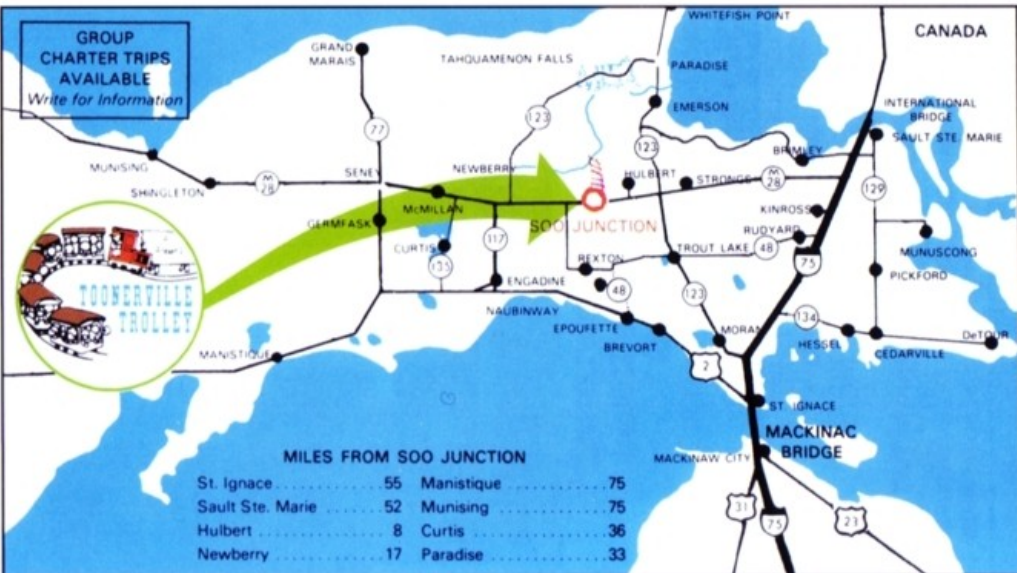 GROUP
CHARTER TRIPS
AVAILABLE
Write for Information
WHITEFISH POINT
CANADA
GRAND
MARAIS
TAHQUAMENON FALLS
PARADISE
EMERSON
INTERNATIONAL
BRIDGE
SAULT STE. MARIE
123
77
123
BRIMLEY
MUNISING
SHINGLETON
M
28
SENEY
NEWBERRY
McMILLAN
HULBERT
STRONGS
M
28
129
KINROSS
GERMFASK
SOO JUNCTION
RUDYARD
MUNUSCONG
CURTIS
117
TROUT LAKE
48
75
PICKFORD
135
ENGADINE
REXTON
48
123
TOONERVILLE
TROLLEY
NAUBINWAY
EPOUFETTE
BREVORT
MORAN
134
HESSEL
CEDARVILLE
DeTOUR
MANISTIQUE
2
ST. IGNACE
MACKINAC
BRIDGE
MACKINAW CITY
31
75
23
MILES FROM SOO JUNCTION
St. Ignace ............... 55 Manistique ............ 75
Sault Ste. Marie ...... 52 Munising ............... 75
Hulbert .................... 8 Curtis .................... 36
Newberry ................ 17 Paradise ................ 33